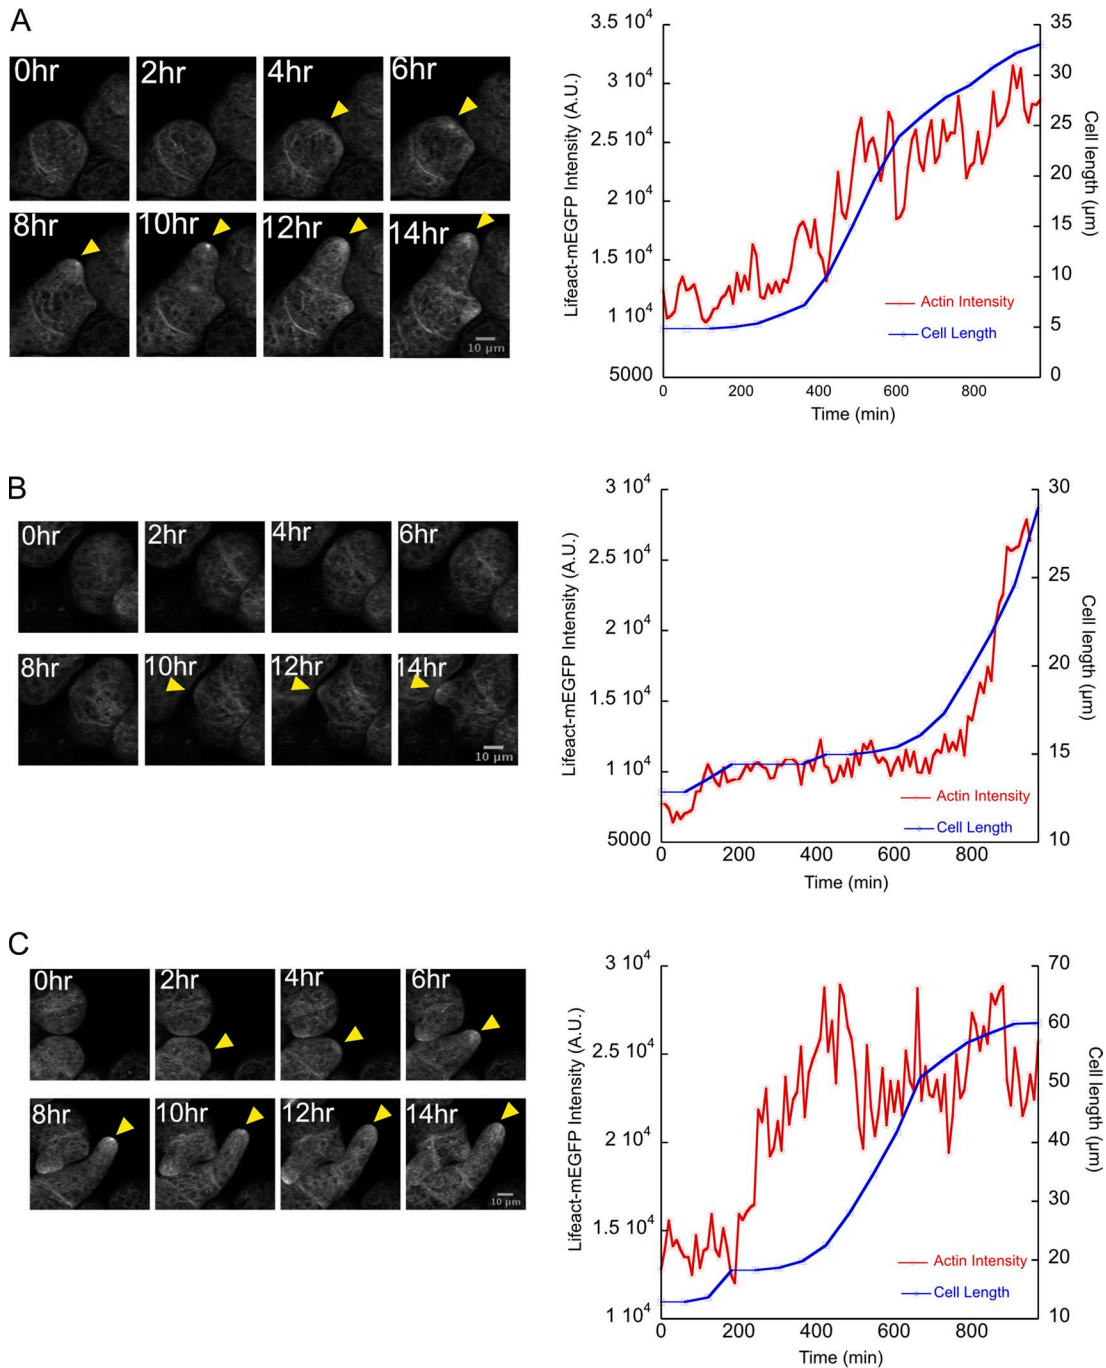 A
0hr 2hr 4hr 6hr
8hr 10hr 12hr 14hr
10 µm
3.5 10⁴
3 10⁴
2.5 10⁴
2 10⁴
1.5 10⁴
1 10⁴
5000
Lifeact-mEGFP Intensity (A.U.)
35
30
25
20
15
10
5
0
Cell length (µm)
Actin Intensity
Cell Length
0 200 400 600 800
Time (min)
B
0hr 2hr 4hr 6hr
8hr 10hr 12hr 14hr
10 µm
3 10⁴
2.5 10⁴
2 10⁴
1.5 10⁴
1 10⁴
5000
Lifeact-mEGFP Intensity (A.U.)
30
25
20
15
10
Cell length (µm)
Actin Intensity
Cell Length
0 200 400 600 800
Time (min)
C
0hr 2hr 4hr 6hr
8hr 10hr 12hr 14hr
10 µm
3 10⁴
2.5 10⁴
2 10⁴
1.5 10⁴
1 10⁴
Lifeact-mEGFP Intensity (A.U.)
70
60
50
40
30
20
10
Cell length (µm)
Actin Intensity
Cell Length
0 200 400 600 800
Time (min)